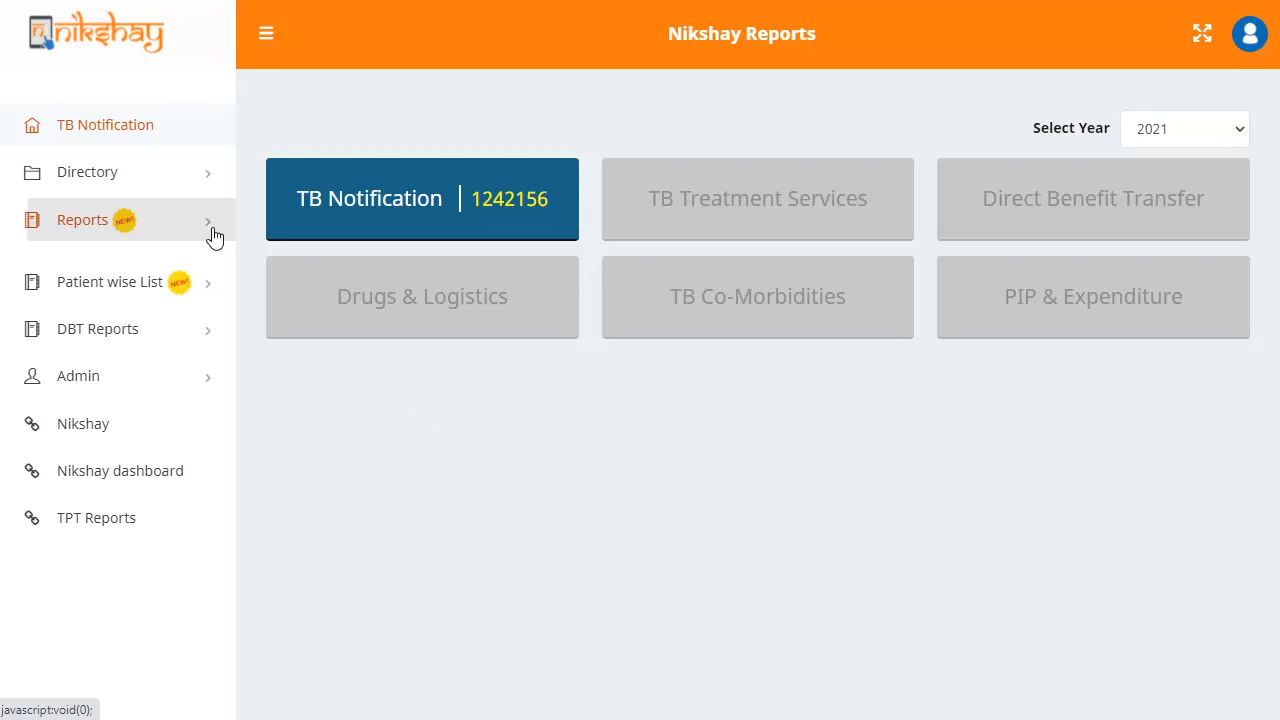 nikshay
Nikshay Reports
TB Notification
Directory
Reports NEW!
Patient wise List NEW!
DBT Reports
Admin
Nikshay
Nikshay dashboard
TPT Reports
Select Year 2021
TB Notification 1242156
TB Treatment Services
Direct Benefit Transfer
Drugs & Logistics
TB Co-Morbidities
PIP & Expenditure
javascript:void(0);